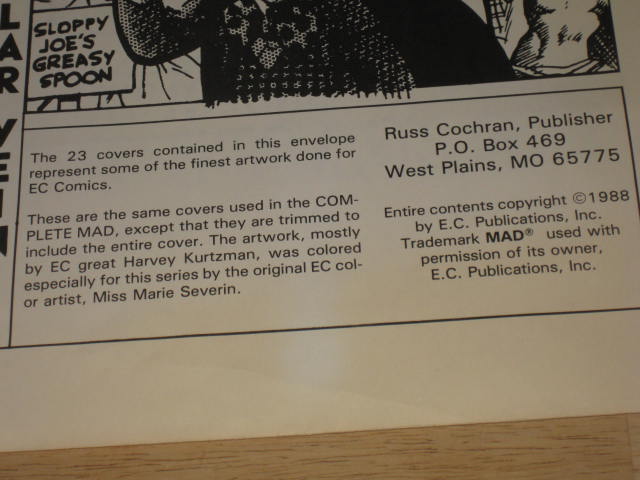 SLOPPY
JOE'S
GREASY
SPOON
L
A
R
V
E
I
N
The 23 covers contained in this envelope
represent some of the finest artwork done for
EC Comics.
These are the same covers used in the COM-
PLETE MAD, except that they are trimmed to
include the entire cover. The artwork, mostly
by EC great Harvey Kurtzman, was colored
especially for this series by the original EC col-
or artist, Miss Marie Severin.
Russ Cochran, Publisher
P.O. Box 469
West Plains, MO 65775
Entire contents copyright ©1988
by E.C. Publications, Inc.
Trademark MAD® used with
permission of its owner,
E.C. Publications, Inc.